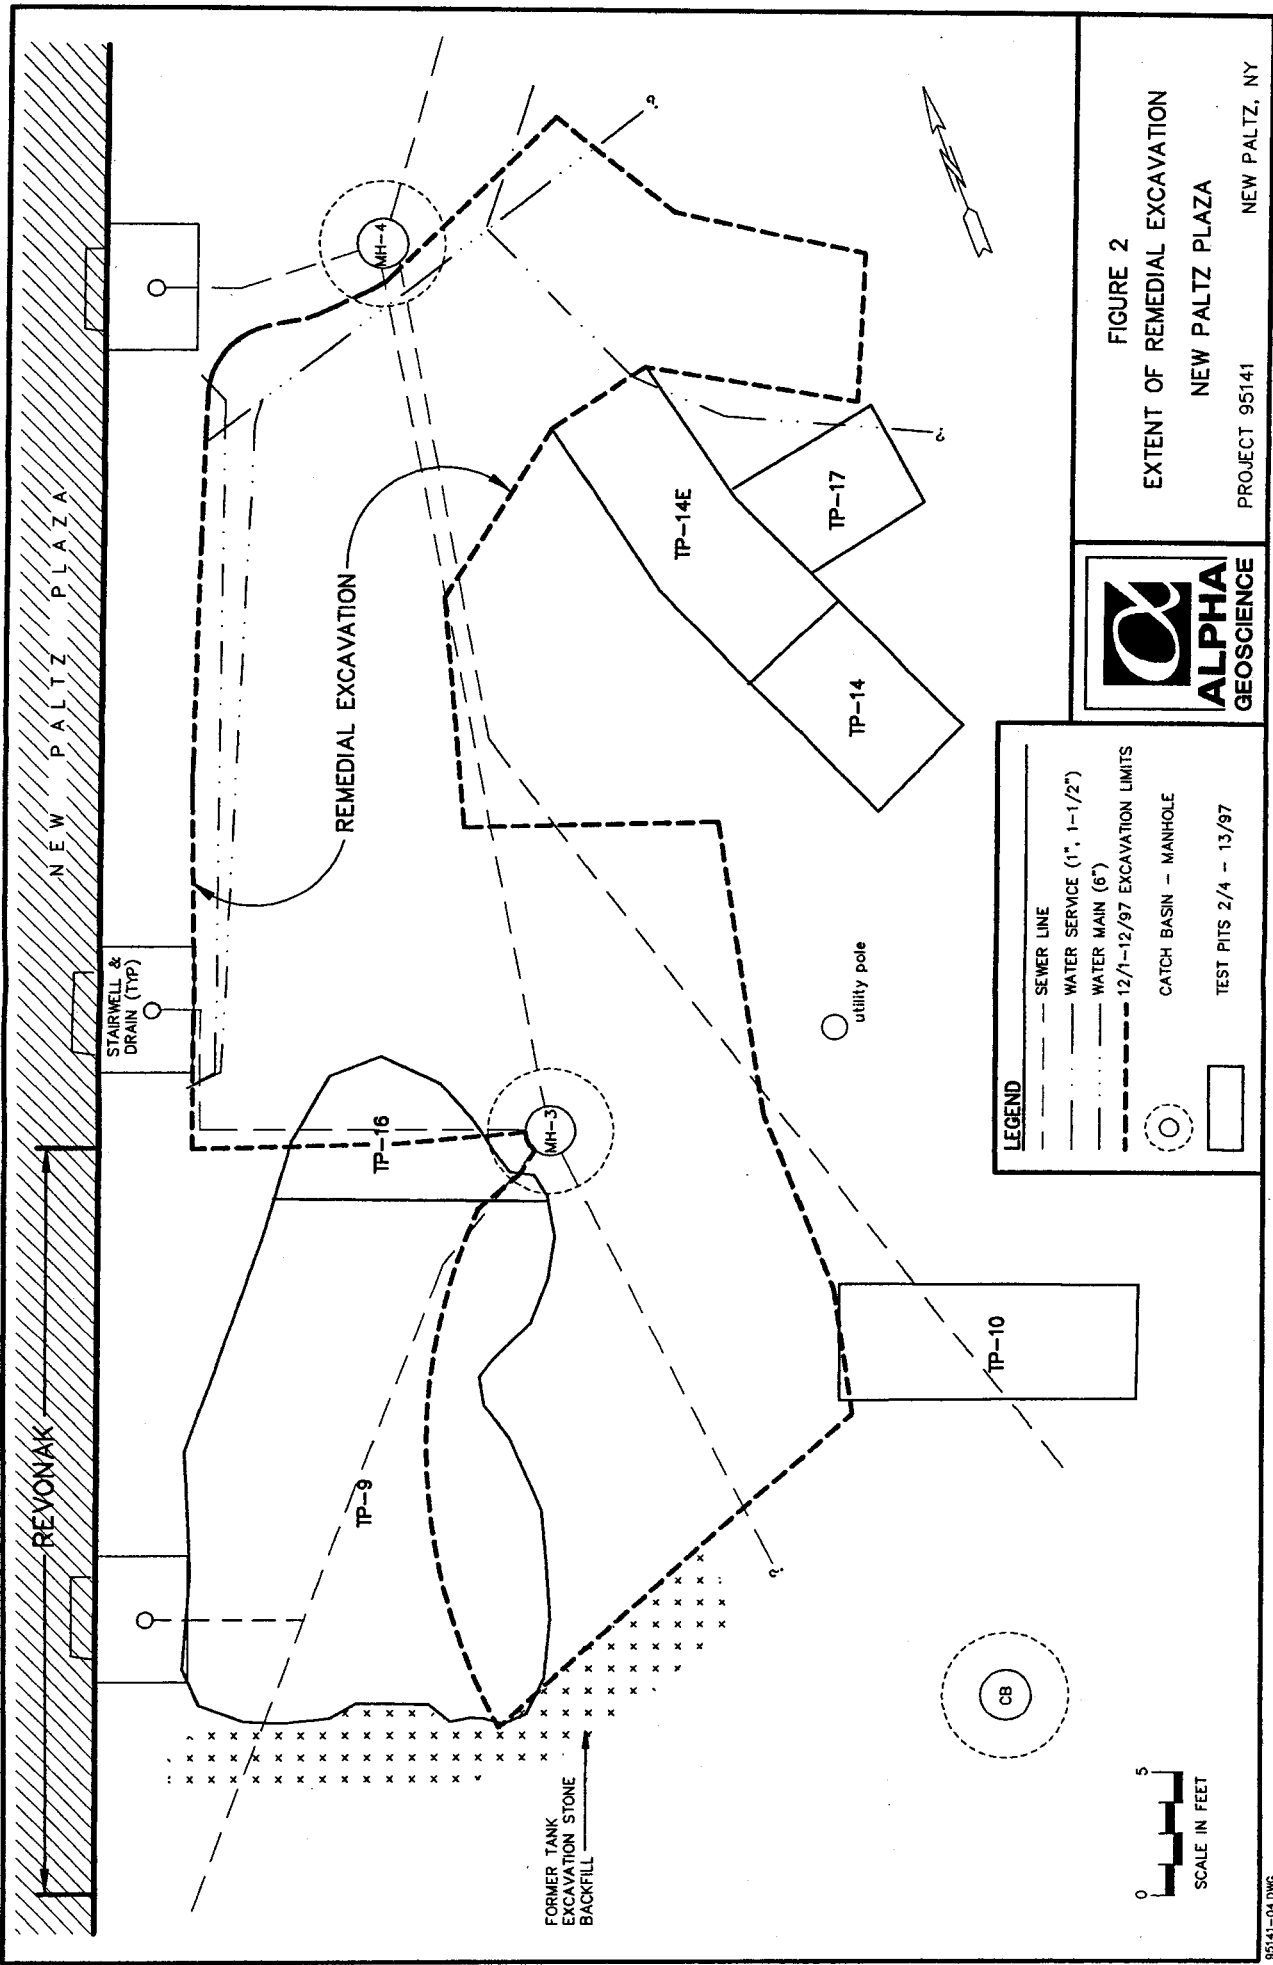 NEW PALTZ PLAZA
REVONAK
STAIRWELL &
DRAIN (TYP)
REMEDIAL EXCAVATION
MH-4
MH-3
TP-16
TP-9
TP-14E
TP-17
TP-14
TP-10
utility pole
CB
?
?
?
FORMER TANK
EXCAVATION STONE
BACKFILL
0 5
SCALE IN FEET
LEGEND
SEWER LINE
WATER SERVICE (1", 1-1/2")
WATER MAIN (6")
12/1-12/97 EXCAVATION LIMITS
CATCH BASIN - MANHOLE
TEST PITS 2/4 - 13/97
α
ALPHA
GEOSCIENCE
FIGURE 2
EXTENT OF REMEDIAL EXCAVATION
NEW PALTZ PLAZA
PROJECT 95141 NEW PALTZ, NY
95141-04.DWG